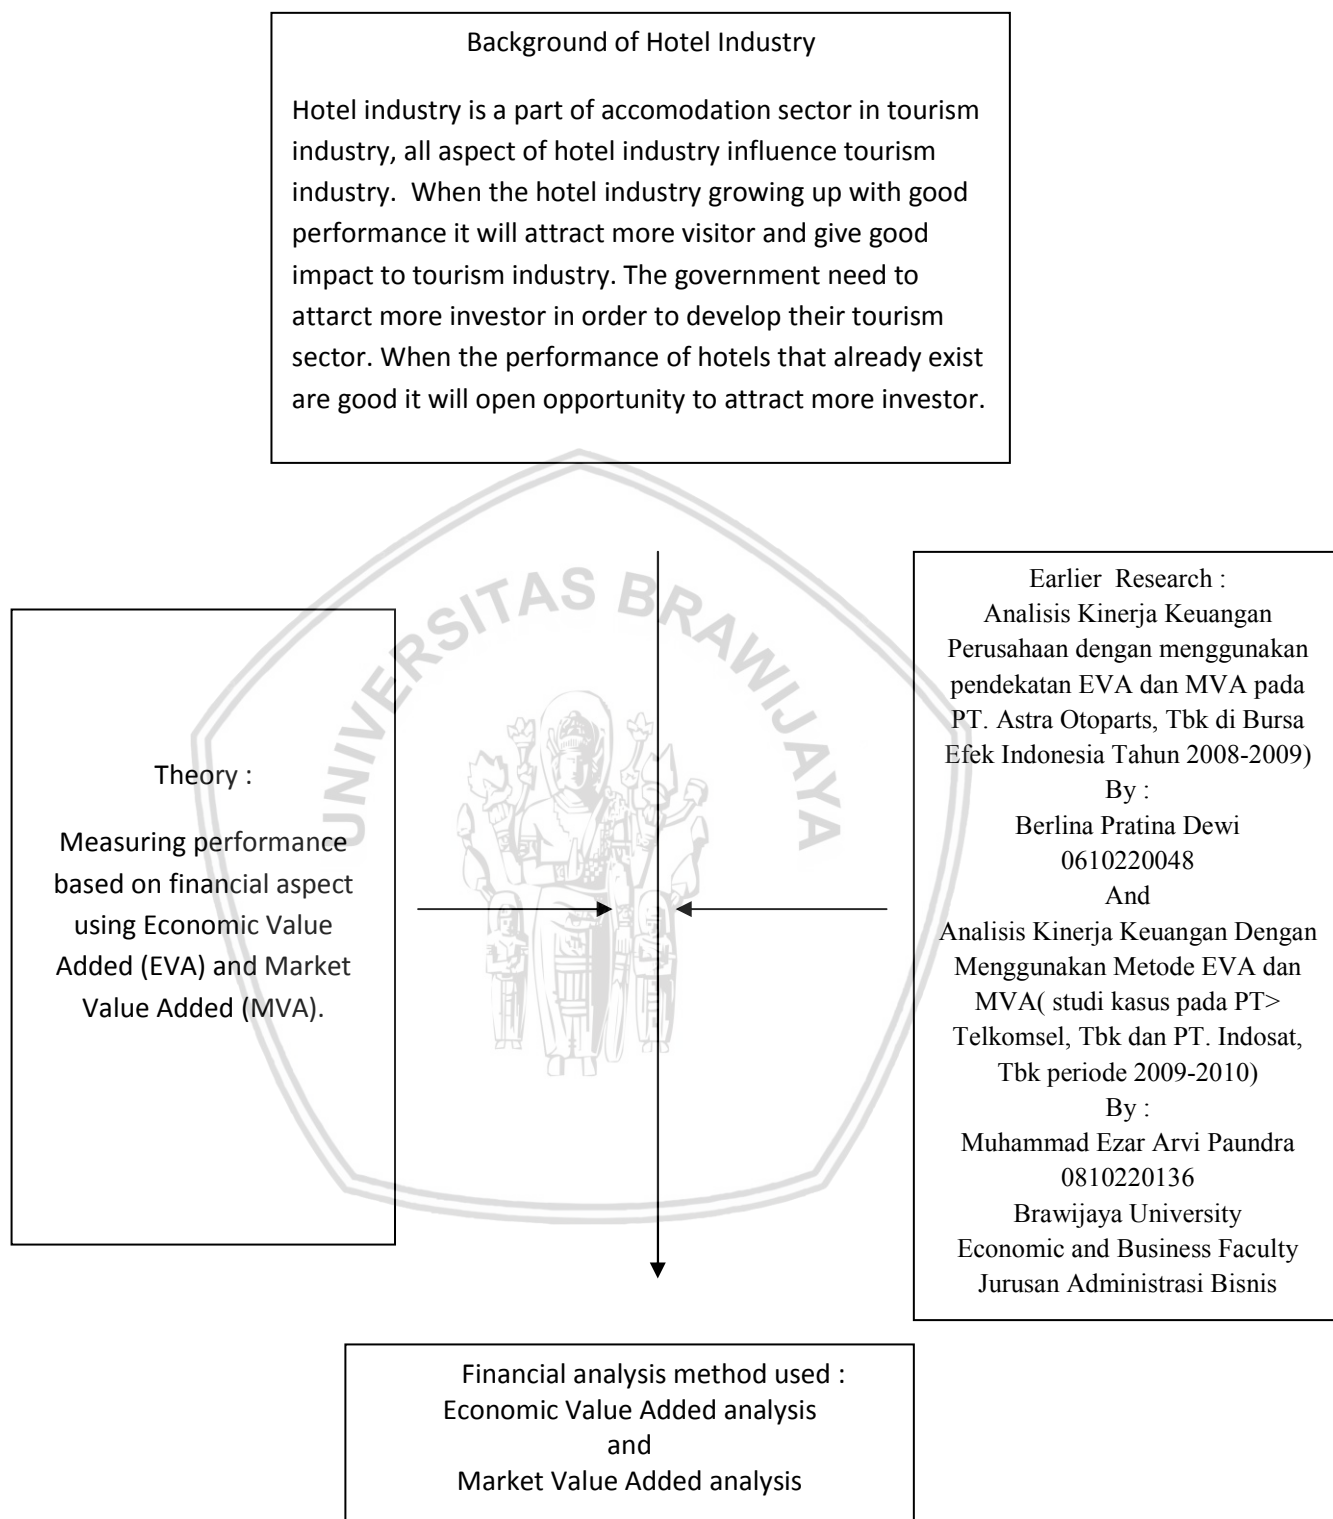 Background of Hotel Industry
Hotel industry is a part of accomodation sector in tourism
industry, all aspect of hotel industry influence tourism
industry.  When the hotel industry growing up with good
performance it will attract more visitor and give good
impact to tourism industry. The government need to
attarct more investor in order to develop their tourism
sector. When the performance of hotels that already exist
are good it will open opportunity to attract more investor.
UNIVERSITAS BRAWIJAYA
Theory :
Measuring performance
based on financial aspect
using Economic Value
Added (EVA) and Market
Value Added (MVA).
Earlier  Research :
Analisis Kinerja Keuangan
Perusahaan dengan menggunakan
pendekatan EVA dan MVA pada
PT. Astra Otoparts, Tbk di Bursa
Efek Indonesia Tahun 2008-2009)
By :
Berlina Pratina Dewi
0610220048
And
Analisis Kinerja Keuangan Dengan
Menggunakan Metode EVA dan
MVA( studi kasus pada PT>
Telkomsel, Tbk dan PT. Indosat,
Tbk periode 2009-2010)
By :
Muhammad Ezar Arvi Paundra
0810220136
Brawijaya University
Economic and Business Faculty
Jurusan Administrasi Bisnis
Financial analysis method used :
Economic Value Added analysis
and
Market Value Added analysis